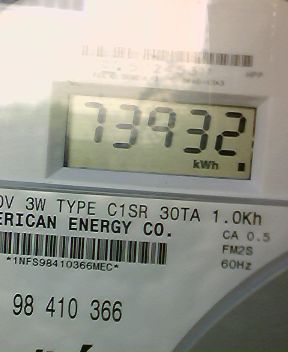 73932
kWh
0V 3W TYPE C1SR 30TA 1.0Kh
ERICAN ENERGY CO.
CA 0.5
*1NFS98410366MEC*
FM2S
60Hz
98 410 366